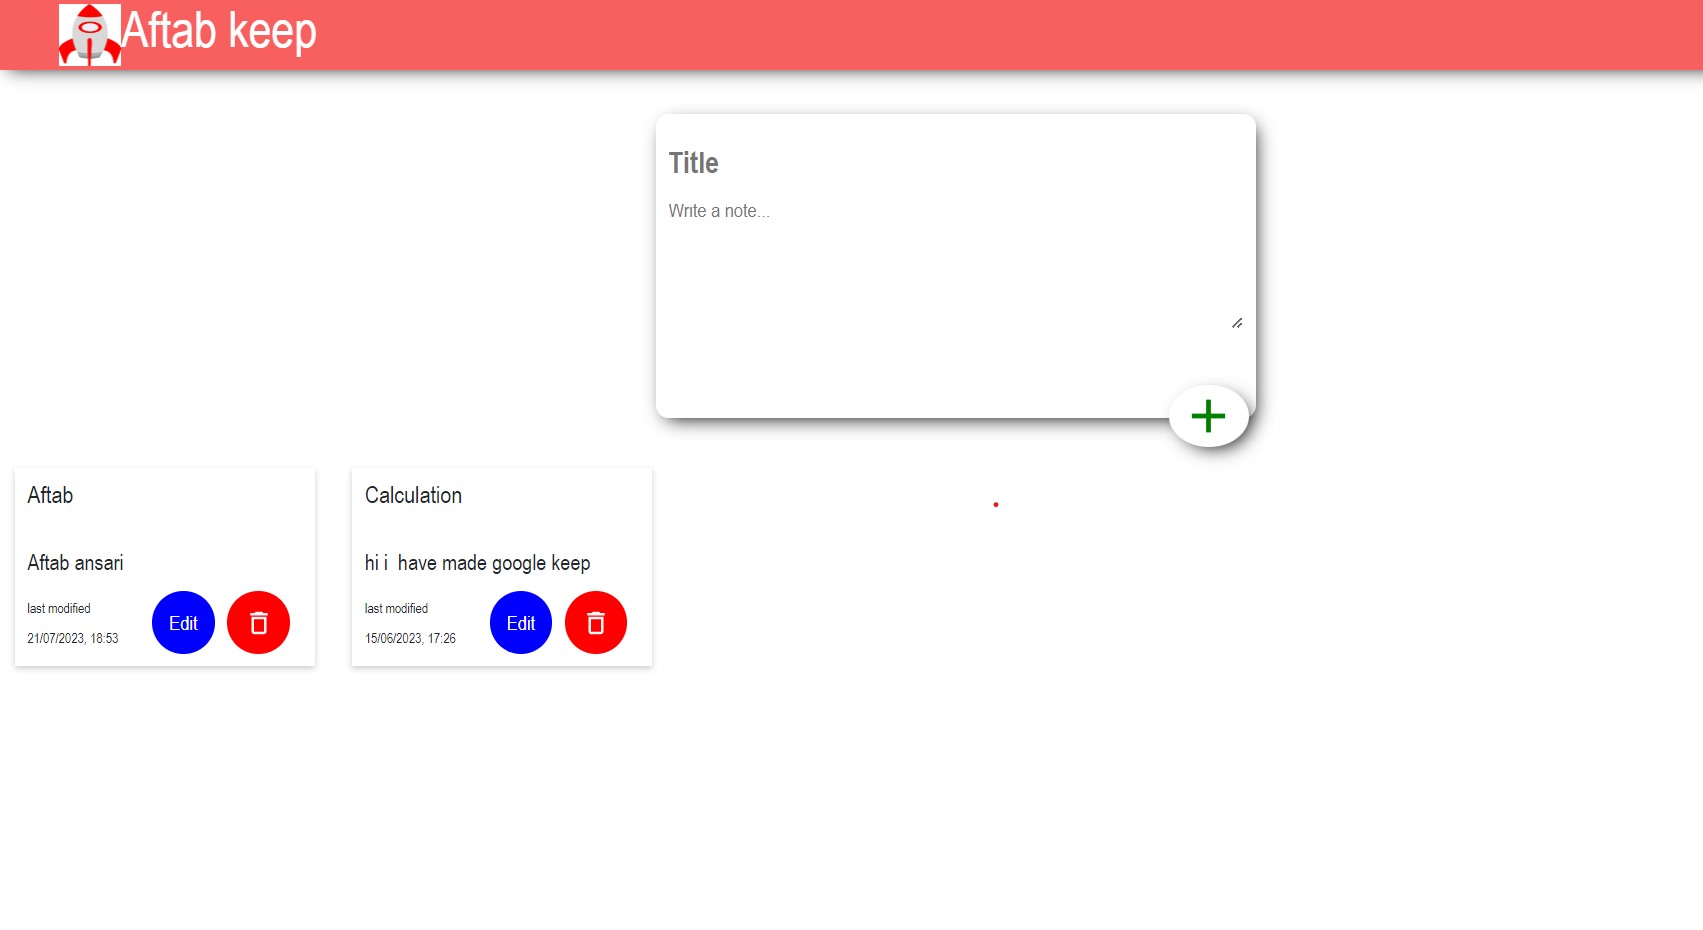 Aftab keep
Title
Write a note...
Aftab
Aftab ansari
last modified
21/07/2023, 18:53
Edit
Calculation
hi i  have made google keep
last modified
15/06/2023, 17:26
Edit